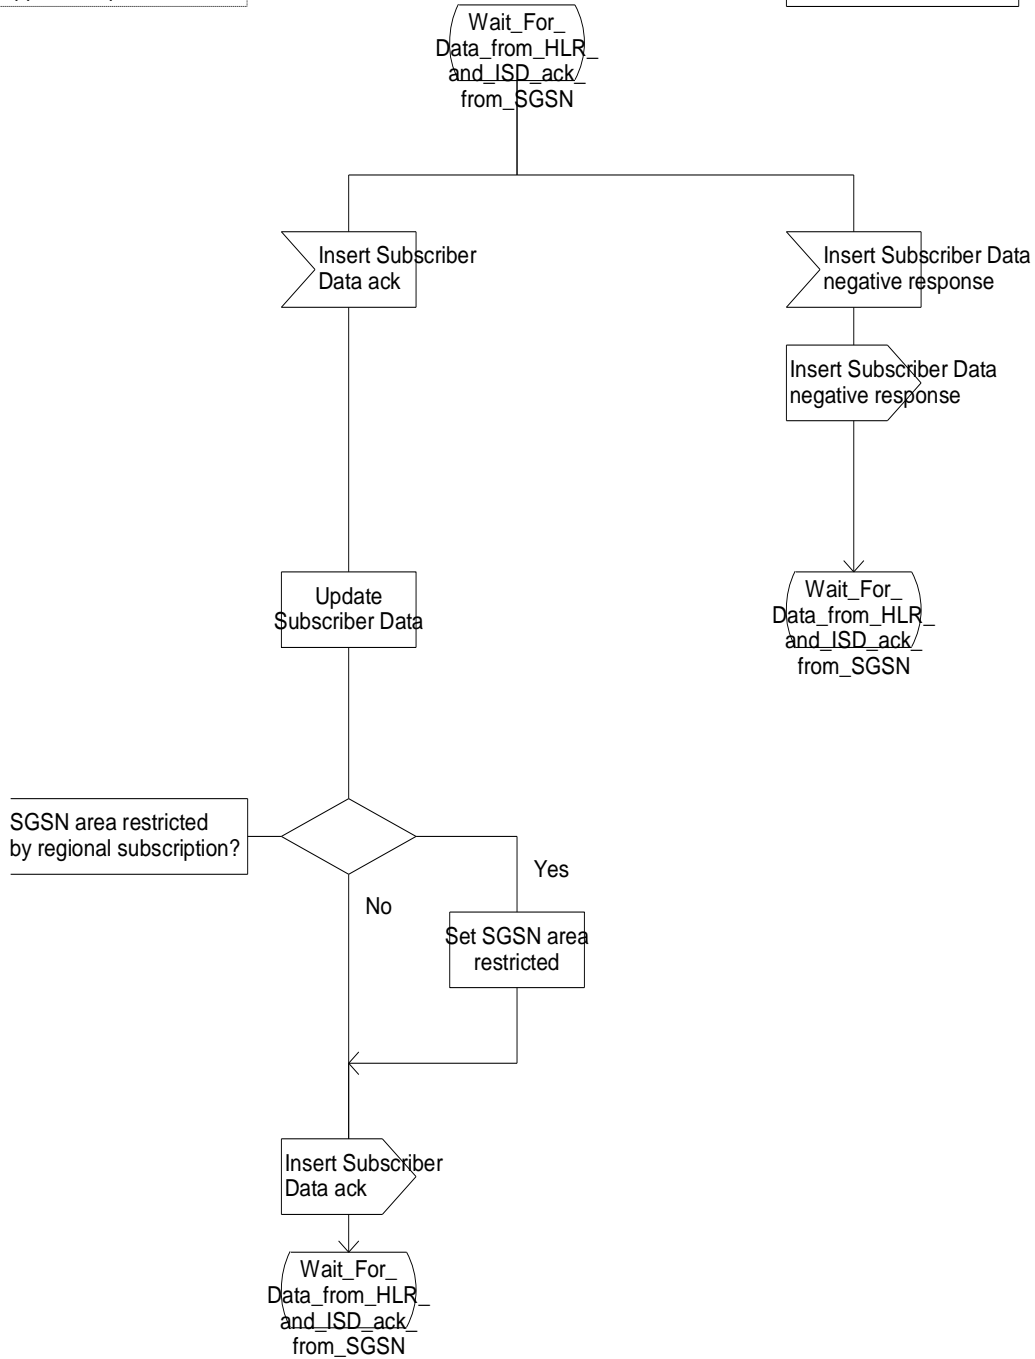 Wait_For_
Data_from_HLR_
and_ISD_ack_
from_SGSN
Insert Subscriber
Data ack
Insert Subscriber Data
negative response
Insert Subscriber Data
negative response
Update
Subscriber Data
Wait_For_
Data_from_HLR_
and_ISD_ack_
from_SGSN
SGSN area restricted
by regional subscription?
Yes
No
Set SGSN area
restricted
Insert Subscriber
Data ack
Wait_For_
Data_from_HLR_
and_ISD_ack_
from_SGSN